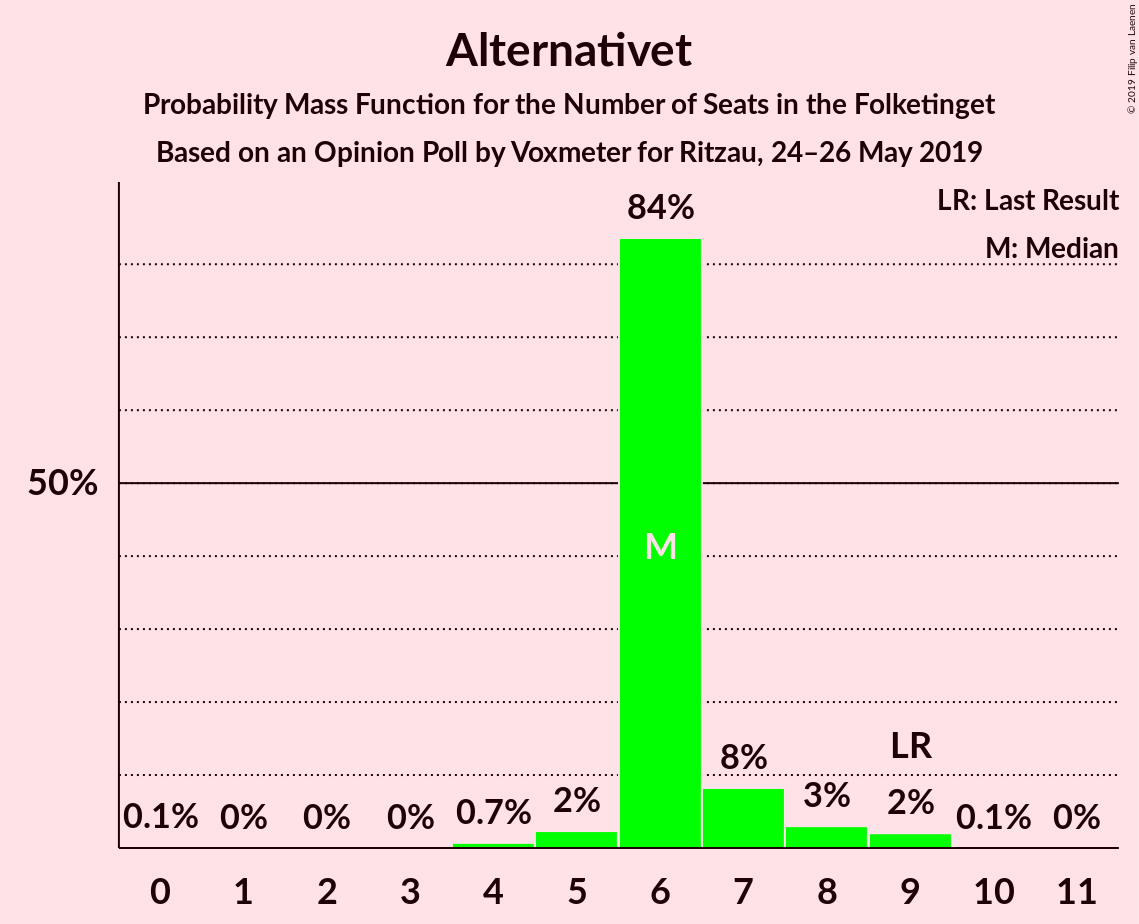 Alternativet
Probability Mass Function for the Number of Seats in the Folketinget
Based on an Opinion Poll by Voxmeter for Ritzau, 24–26 May 2019
© 2019 Filip van Laenen
LR: Last Result
M: Median
84%
50%
M
LR
8%
0.1% 0% 0% 0% 0.7% 2% 3% 2% 0.1% 0%
0 1 2 3 4 5 6 7 8 9 10 11